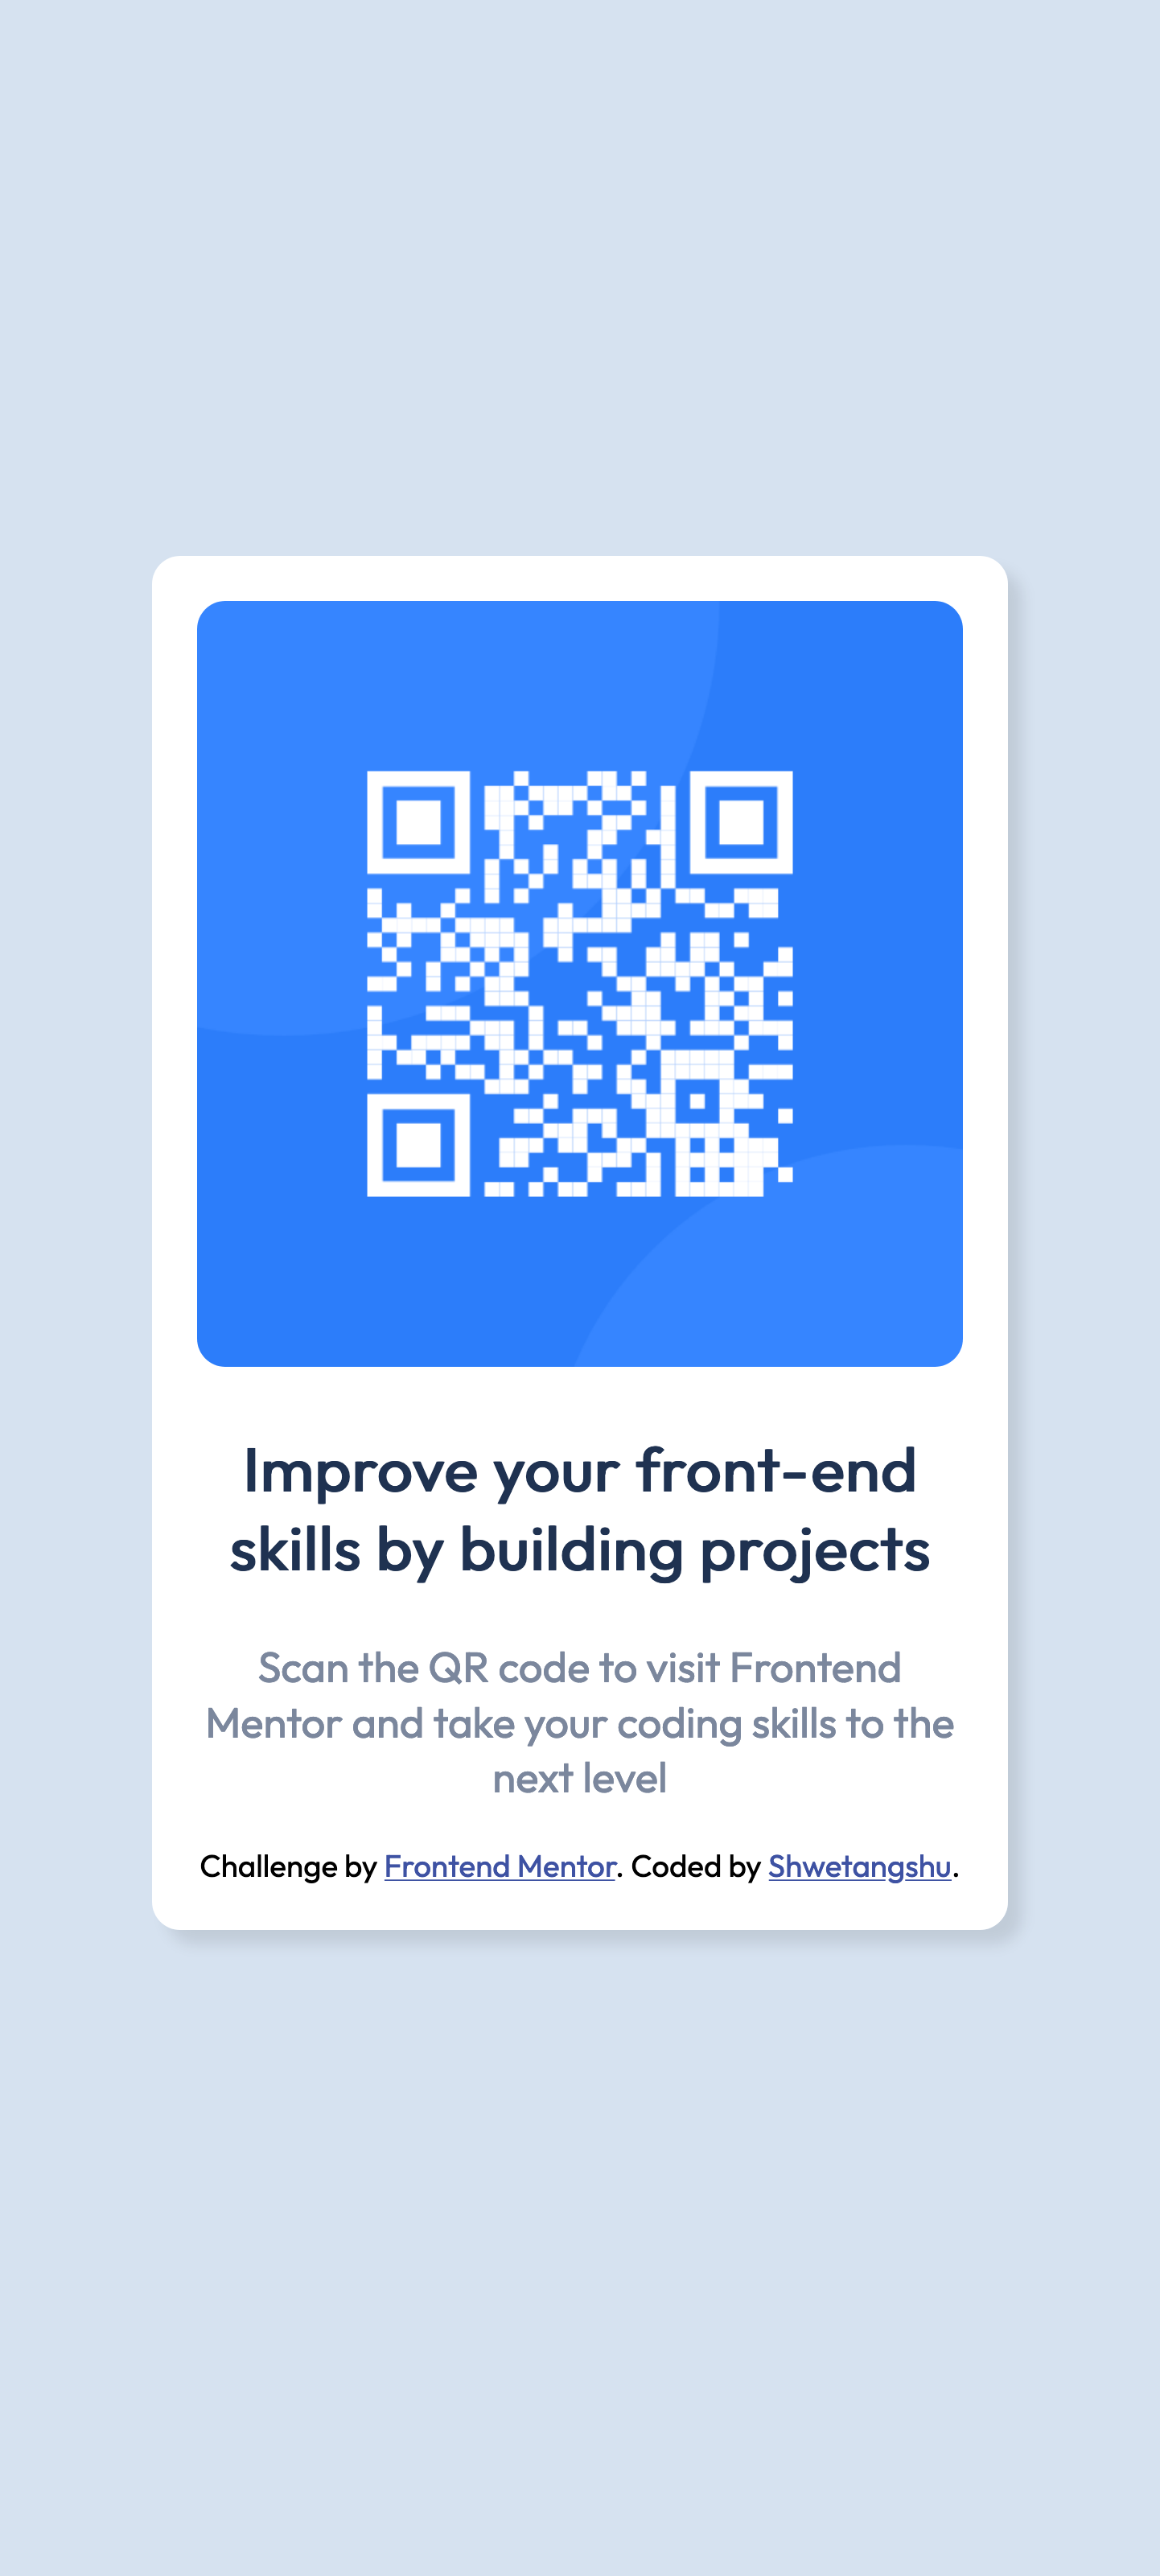 Improve your front-end
skills by building projects
Scan the QR code to visit Frontend
Mentor and take your coding skills to the
next level
Challenge by Frontend Mentor. Coded by Shwetangshu.